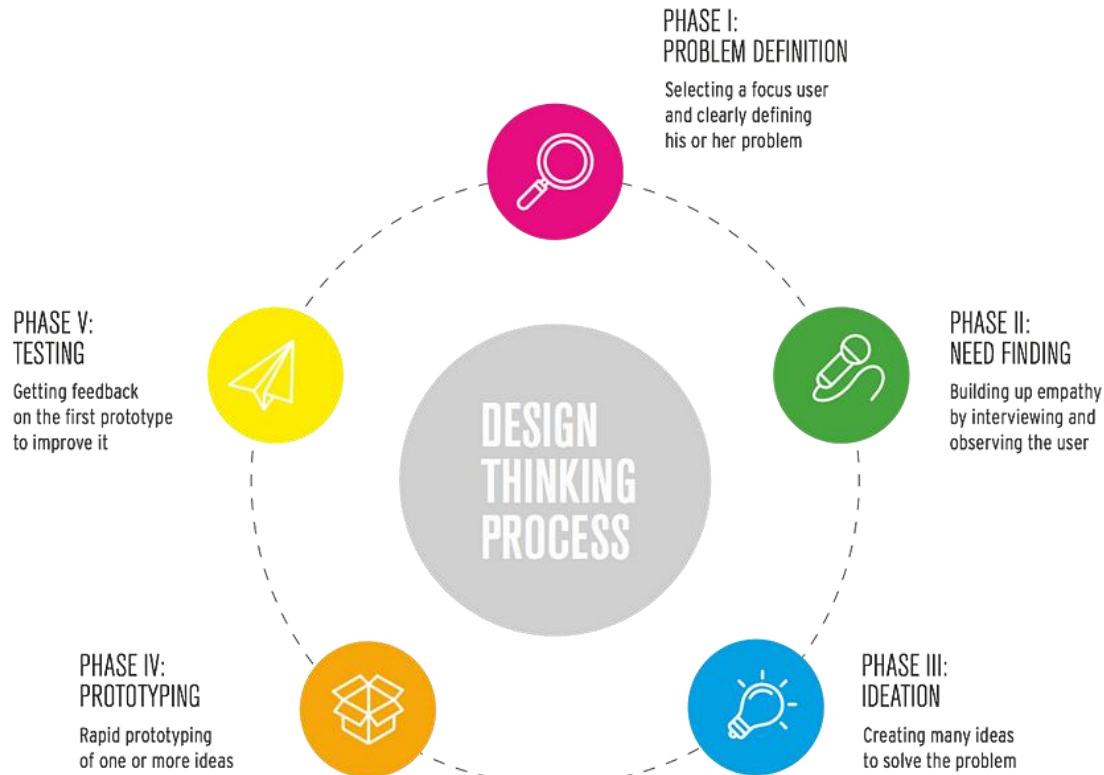 PHASE I:
PROBLEM DEFINITION
Selecting a focus user
and clearly defining
his or her problem
PHASE II:
NEED FINDING
Building up empathy
by interviewing and
observing the user
PHASE III:
IDEATION
Creating many ideas
to solve the problem
PHASE IV:
PROTOTYPING
Rapid prototyping
of one or more ideas
PHASE V:
TESTING
Getting feedback
on the first prototype
to improve it
DESIGN
THINKING
PROCESS